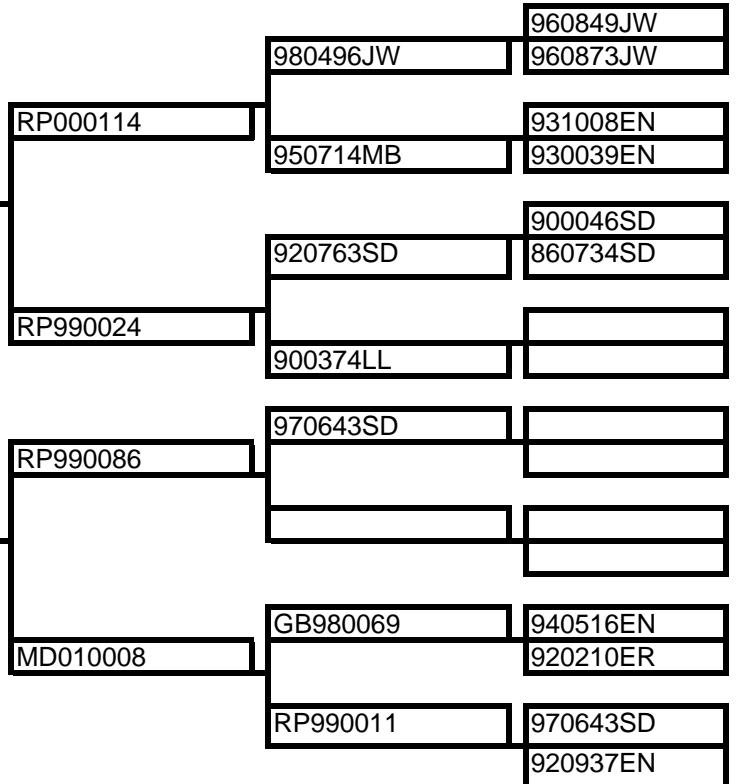 960849JW
980496JW
960873JW
RP000114
931008EN
950714MB
930039EN
900046SD
920763SD
860734SD
RP990024
900374LL
970643SD
RP990086
GB980069
940516EN
MD010008
920210ER
RP990011
970643SD
920937EN